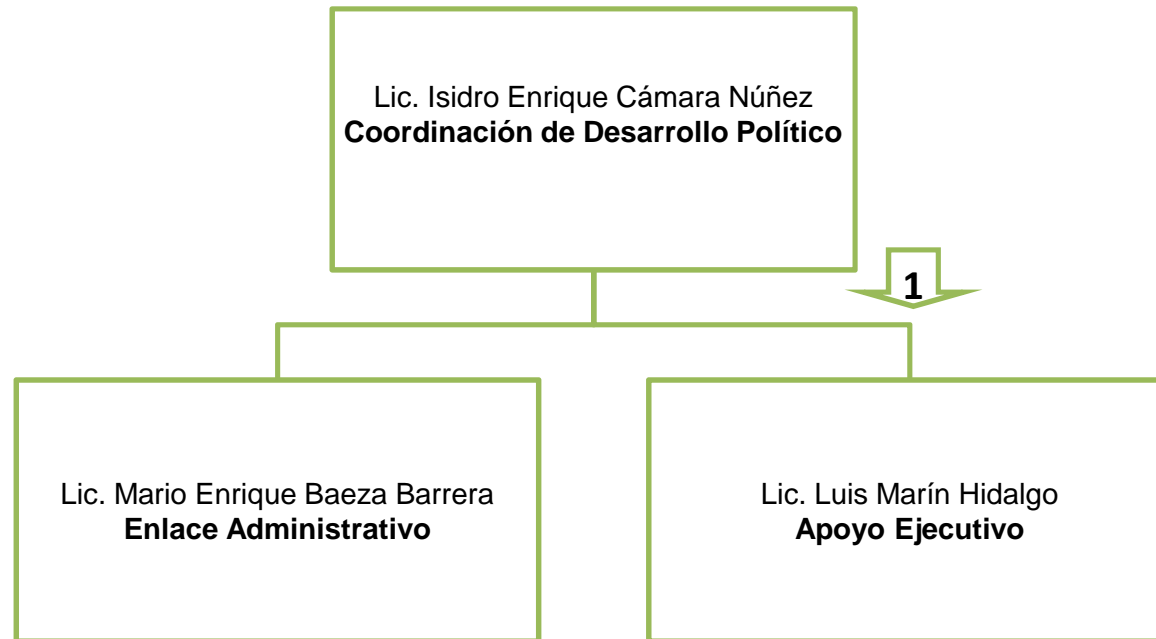 Lic. Isidro Enrique Cámara Núñez
Coordinación de Desarrollo Político
1
Lic. Mario Enrique Baeza Barrera
Enlace Administrativo
Lic. Luis Marín Hidalgo
Apoyo Ejecutivo